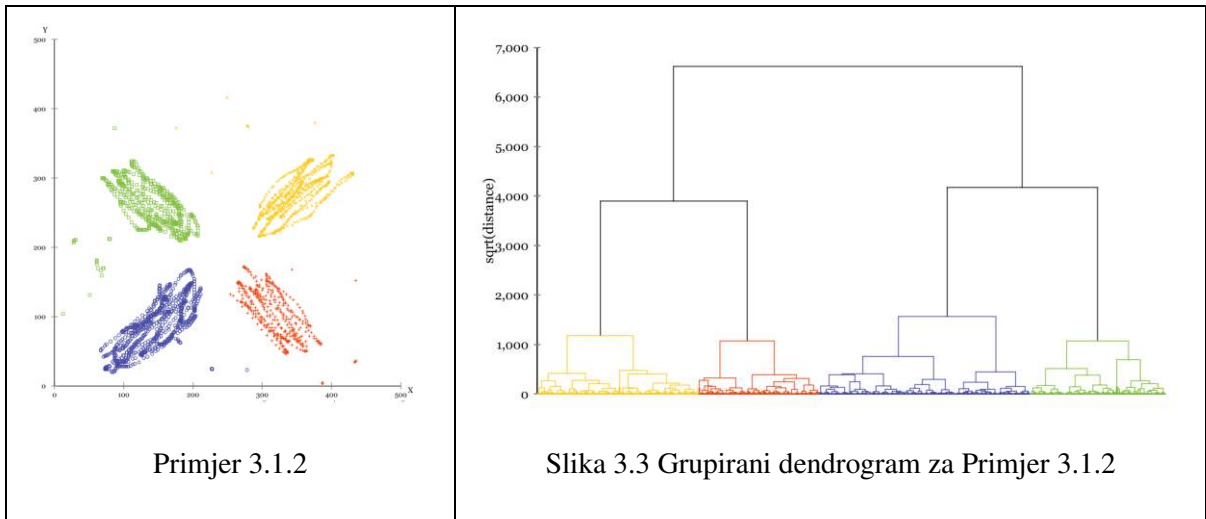 Y
500
400
300
200
100
0
0 100 200 300 400 500 X
Primjer 3.1.2
7,000
6,000
5,000
4,000
3,000
2,000
1,000
0
sqrt(distance)
Slika 3.3 Grupirani dendrogram za Primjer 3.1.2